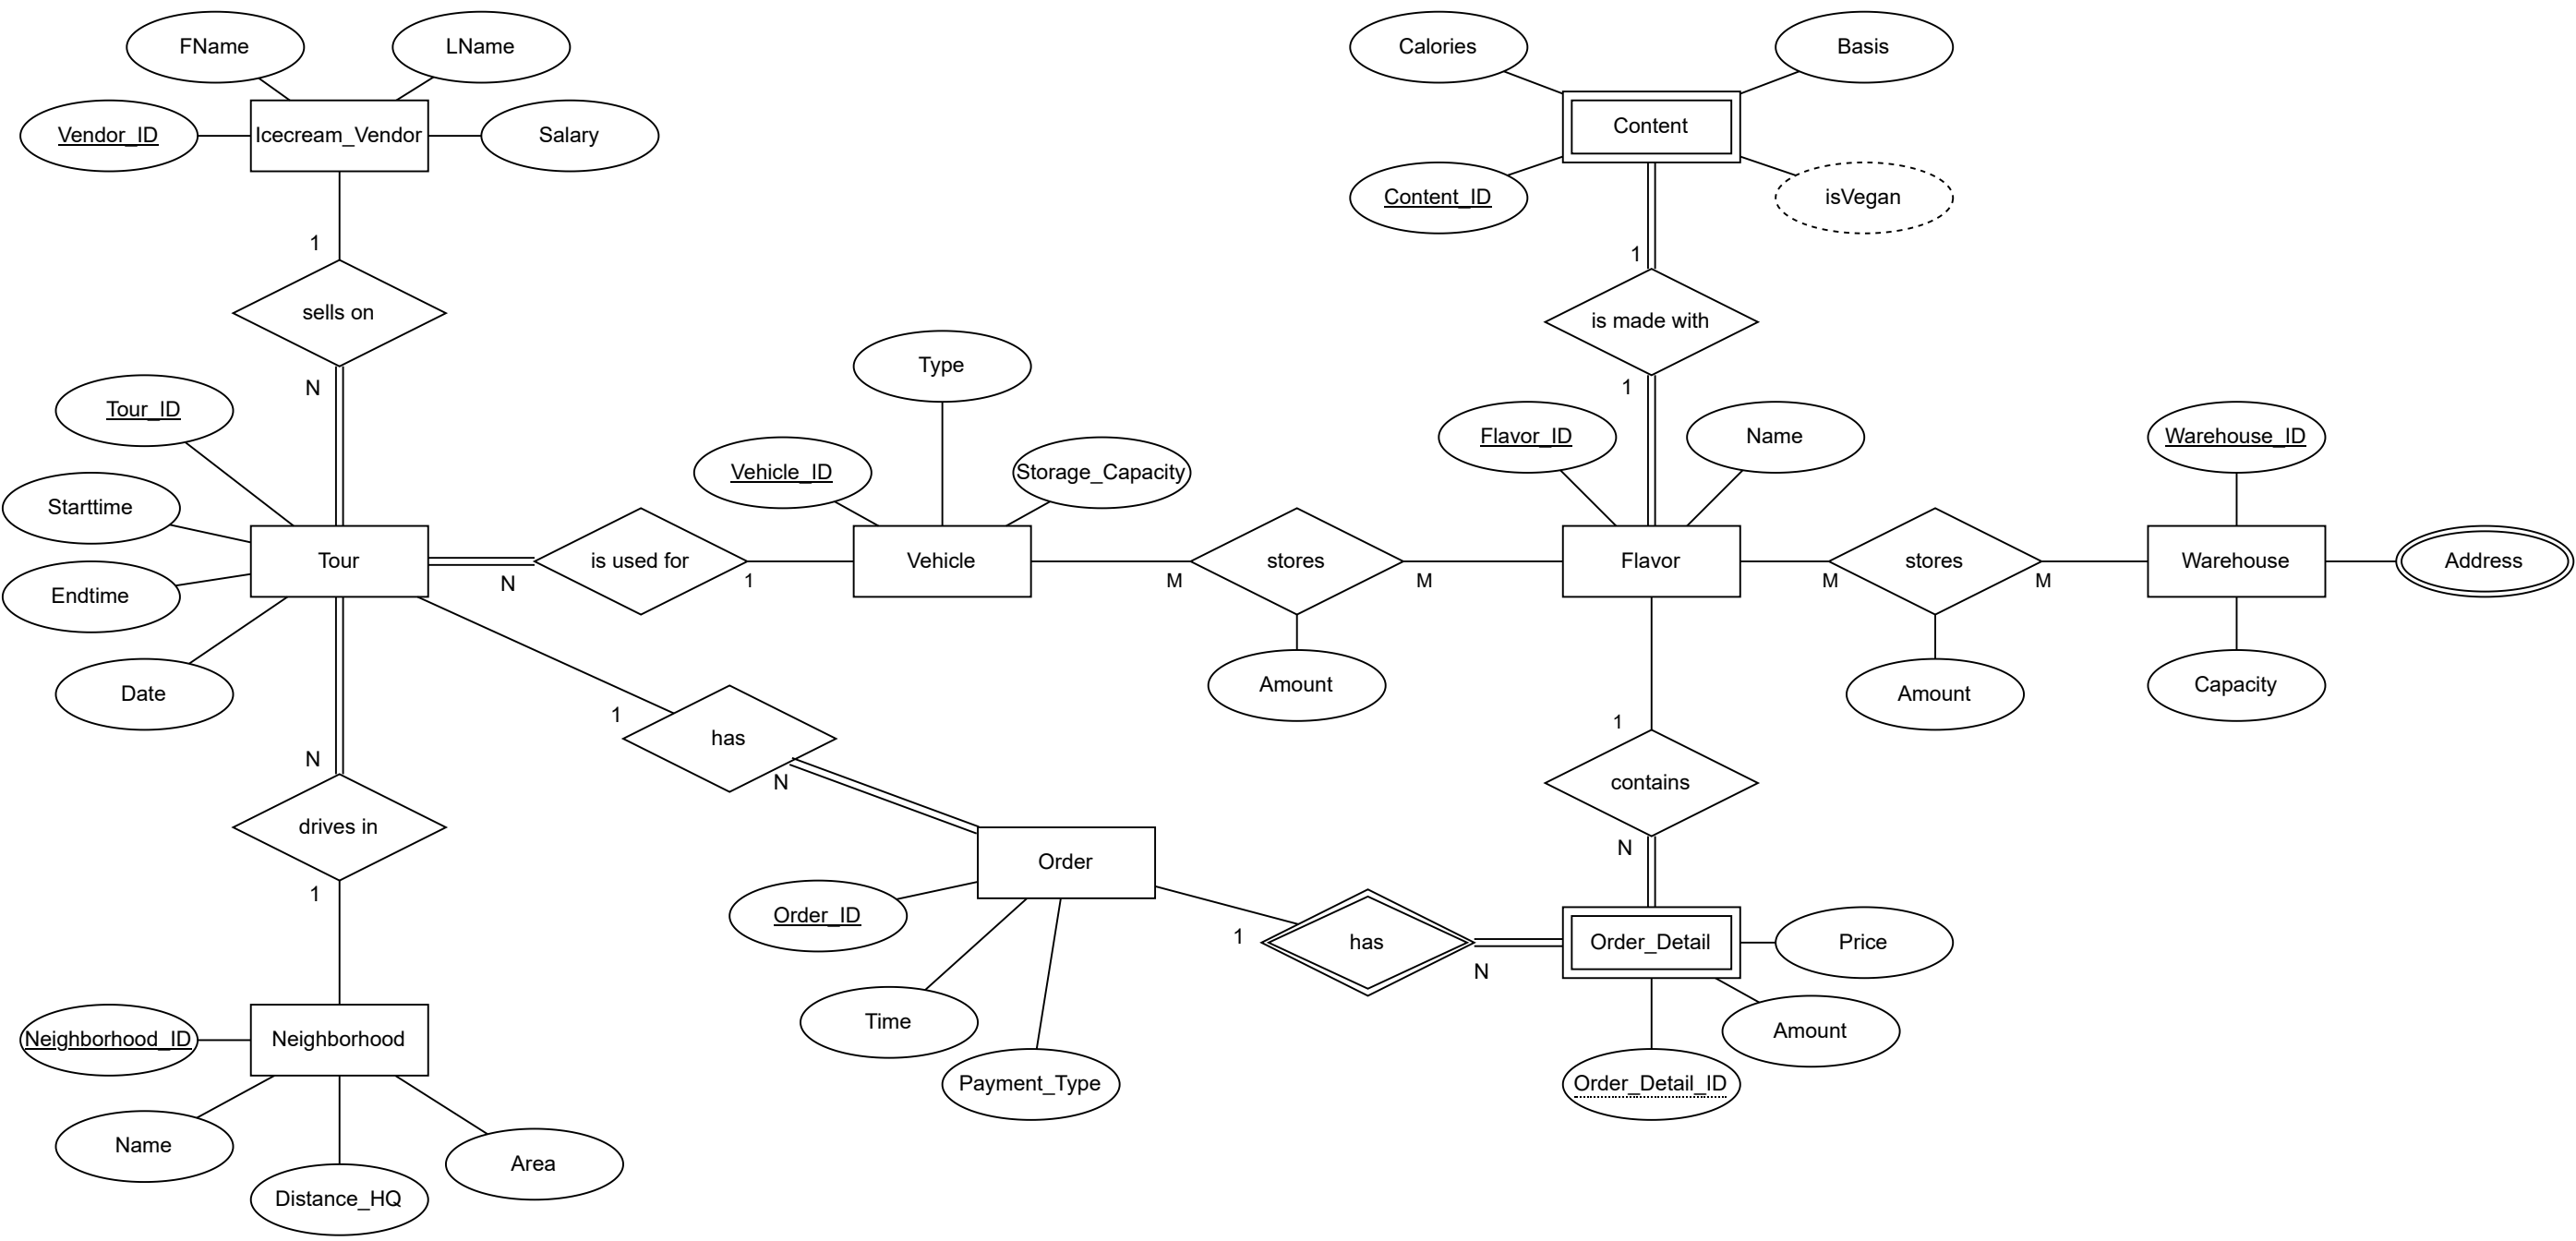 FName
LName
Calories
Basis
Vendor_ID
Icecream_Vendor
Salary
Content
Content_ID
isVegan
1
1
sells on
is made with
N
1
Type
Tour_ID
Vehicle_ID
Storage_Capacity
Flavor_ID
Name
Warehouse_ID
Starttime
Tour
is used for
Vehicle
stores
Flavor
stores
Warehouse
Address
N
1
M
M
M
M
Endtime
Date
Amount
Amount
Capacity
1
has
1
N
N
contains
drives in
N
1
Order
Order_ID
1
has
N
Order_Detail
Price
Time
Amount
Neighborhood_ID
Neighborhood
Payment_Type
Order_Detail_ID
Name
Area
Distance_HQ